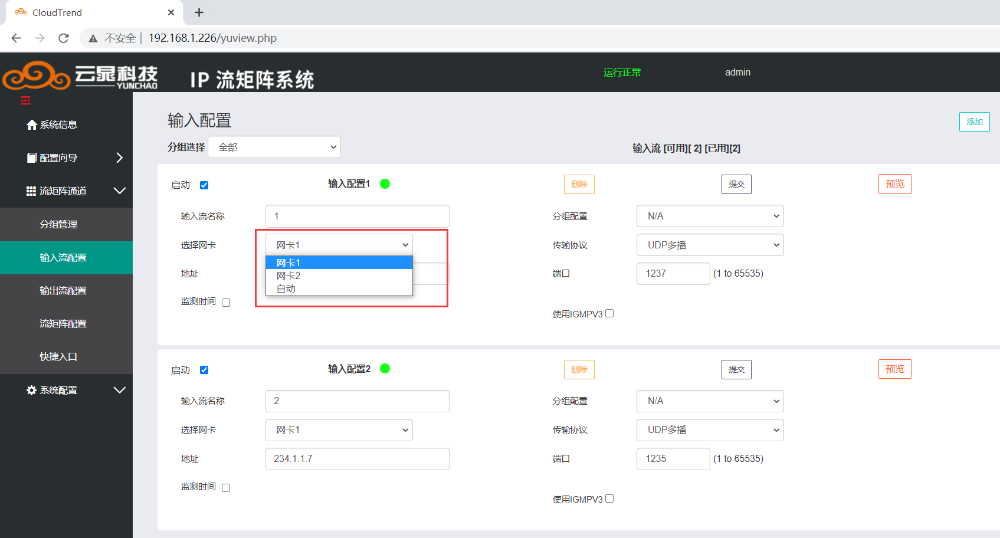 CloudTrend
不安全 | 192.168.1.226/yuview.php
云晁科技
YUNCHAO
IP 流矩阵系统
运行正常
admin
系统信息
配置向导
流矩阵通道
分组管理
输入流配置
输出流配置
流矩阵配置
快捷入口
系统配置
输入配置
添加
分组选择 全部
输入流 [可用][ 2] [已用][2]
启动 输入配置1 删除 提交 预览
输入流名称 1 分组配置 N/A
选择网卡 网卡1 传输协议 UDP多播
网卡1
网卡2
自动
地址 端口 1237 (1 to 65535)
监测时间
使用IGMPV3
启动 输入配置2 删除 提交 预览
输入流名称 2 分组配置 N/A
选择网卡 网卡1 传输协议 UDP多播
地址 234.1.1.7 端口 1235 (1 to 65535)
监测时间
使用IGMPV3